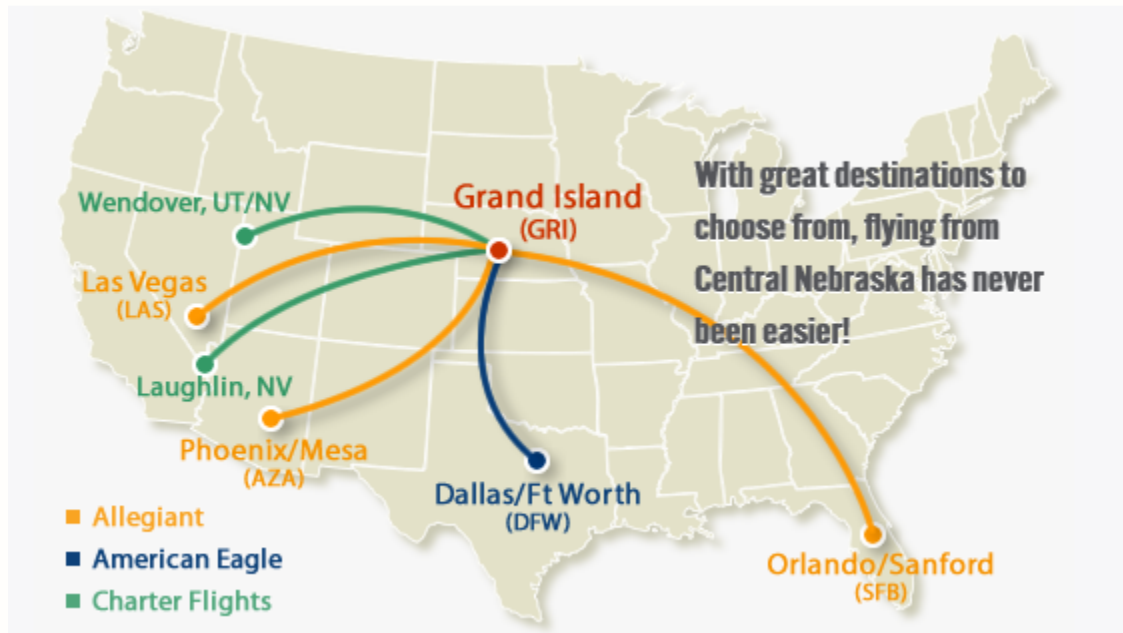 With great destinations to
choose from, flying from
Central Nebraska has never
been easier!
Grand Island
(GRI)
Wendover, UT/NV
Las Vegas
(LAS)
Laughlin, NV
Phoenix/Mesa
(AZA)
Dallas/Ft Worth
(DFW)
Orlando/Sanford
(SFB)
Allegiant
American Eagle
Charter Flights